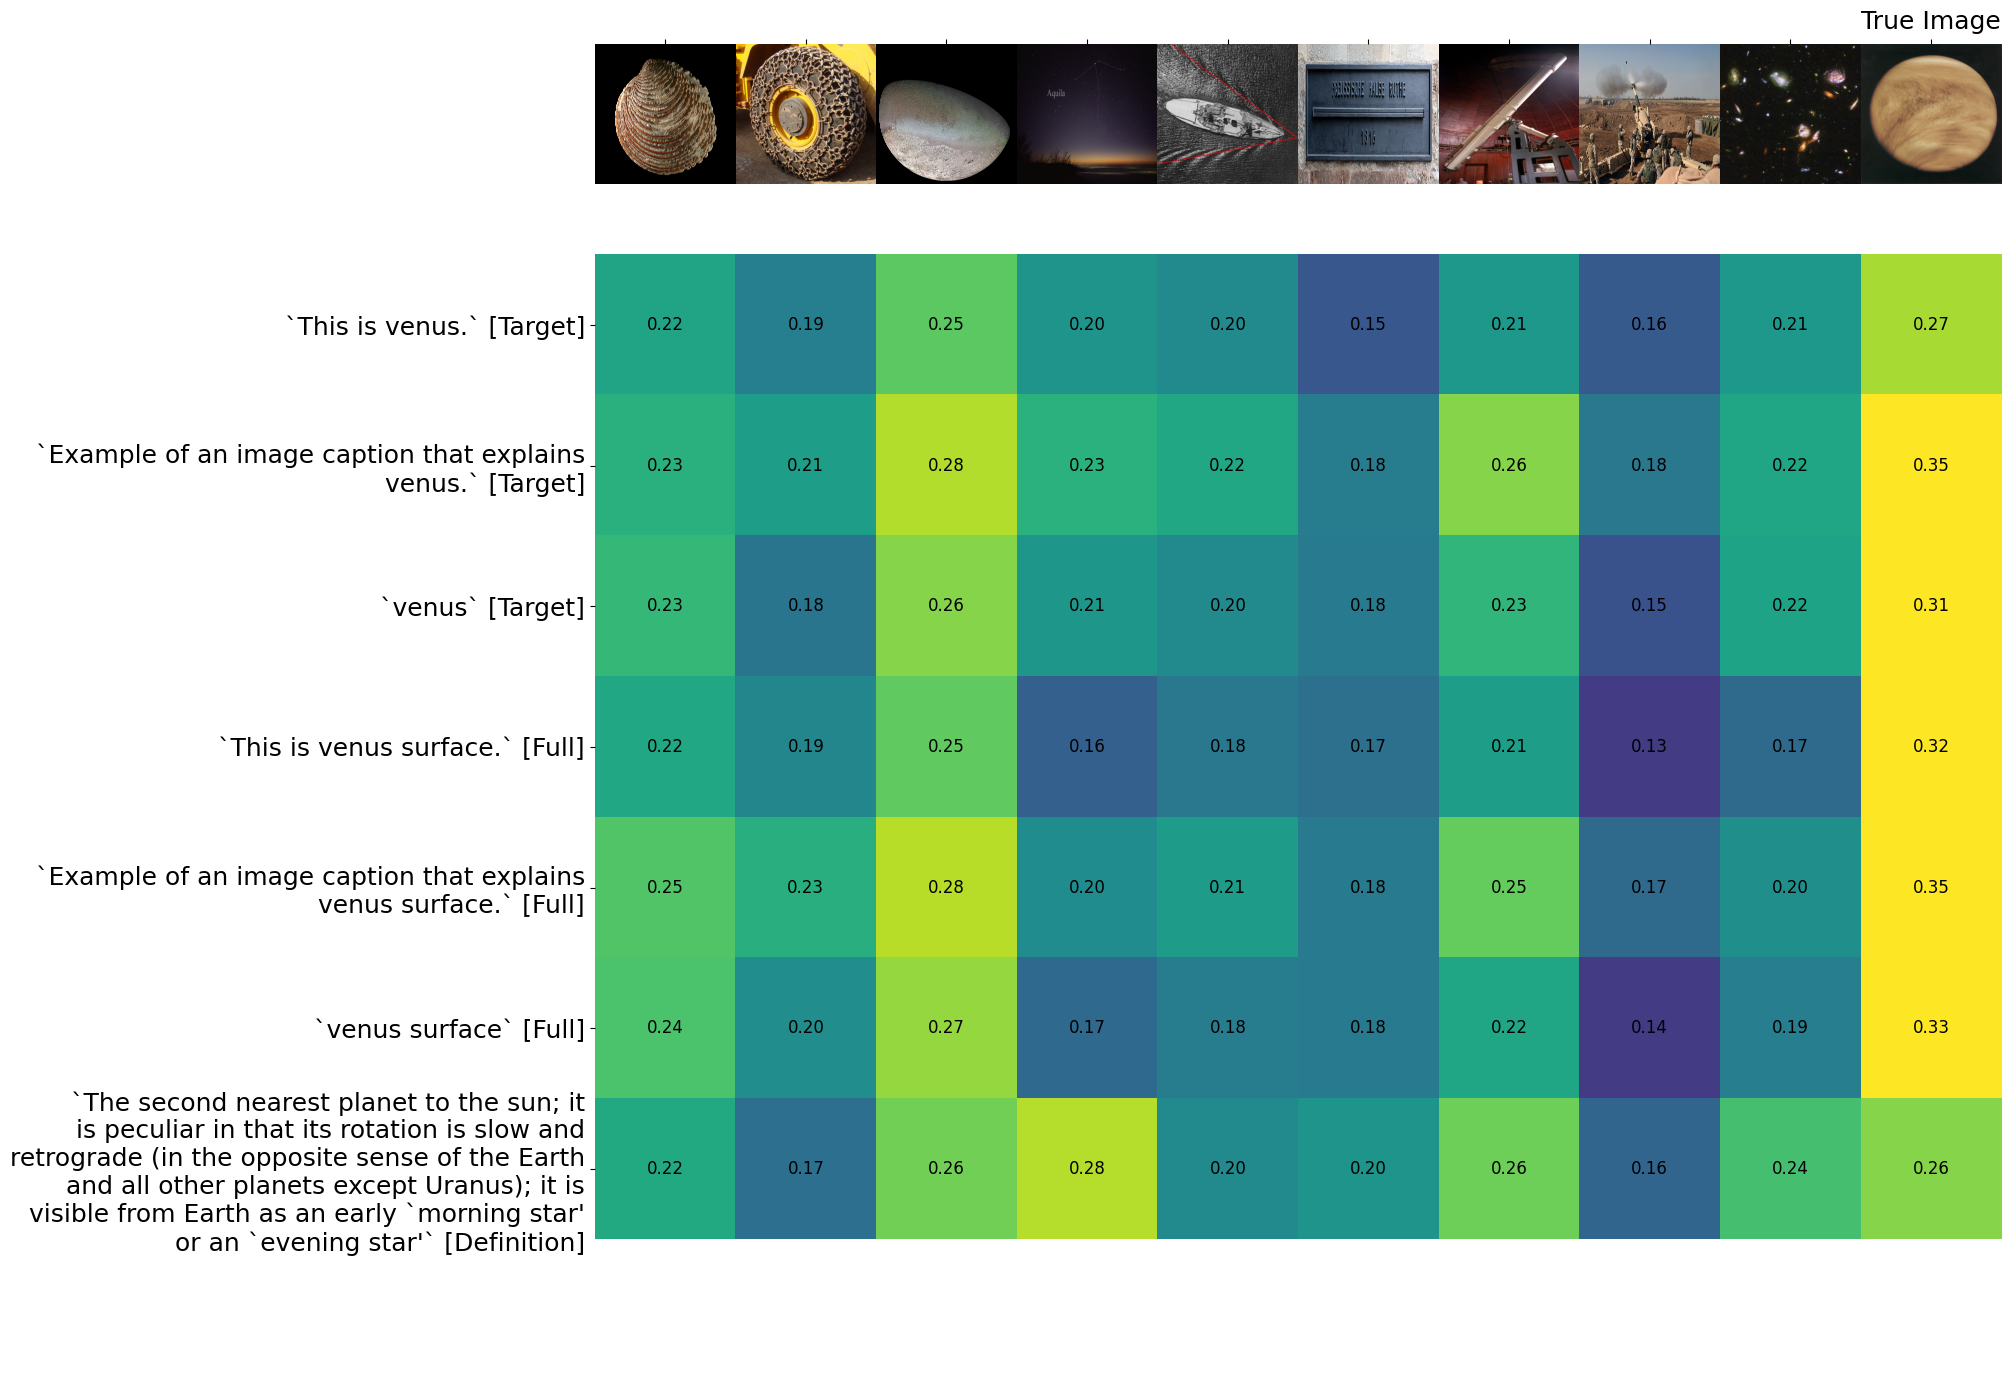 True Image
Aquila
1816
`This is venus.` [Target]
0.22 0.19 0.25 0.20 0.20 0.15 0.21 0.16 0.21 0.27
`Example of an image caption that explains
venus.` [Target]
0.23 0.21 0.28 0.23 0.22 0.18 0.26 0.18 0.22 0.35
`venus` [Target]
0.23 0.18 0.26 0.21 0.20 0.18 0.23 0.15 0.22 0.31
`This is venus surface.` [Full]
0.22 0.19 0.25 0.16 0.18 0.17 0.21 0.13 0.17 0.32
`Example of an image caption that explains
venus surface.` [Full]
0.25 0.23 0.28 0.20 0.21 0.18 0.25 0.17 0.20 0.35
`venus surface` [Full]
0.24 0.20 0.27 0.17 0.18 0.18 0.22 0.14 0.19 0.33
`The second nearest planet to the sun; it
is peculiar in that its rotation is slow and
retrograde (in the opposite sense of the Earth
and all other planets except Uranus); it is
visible from Earth as an early `morning star'
or an `evening star'` [Definition]
0.22 0.17 0.26 0.28 0.20 0.20 0.26 0.16 0.24 0.26